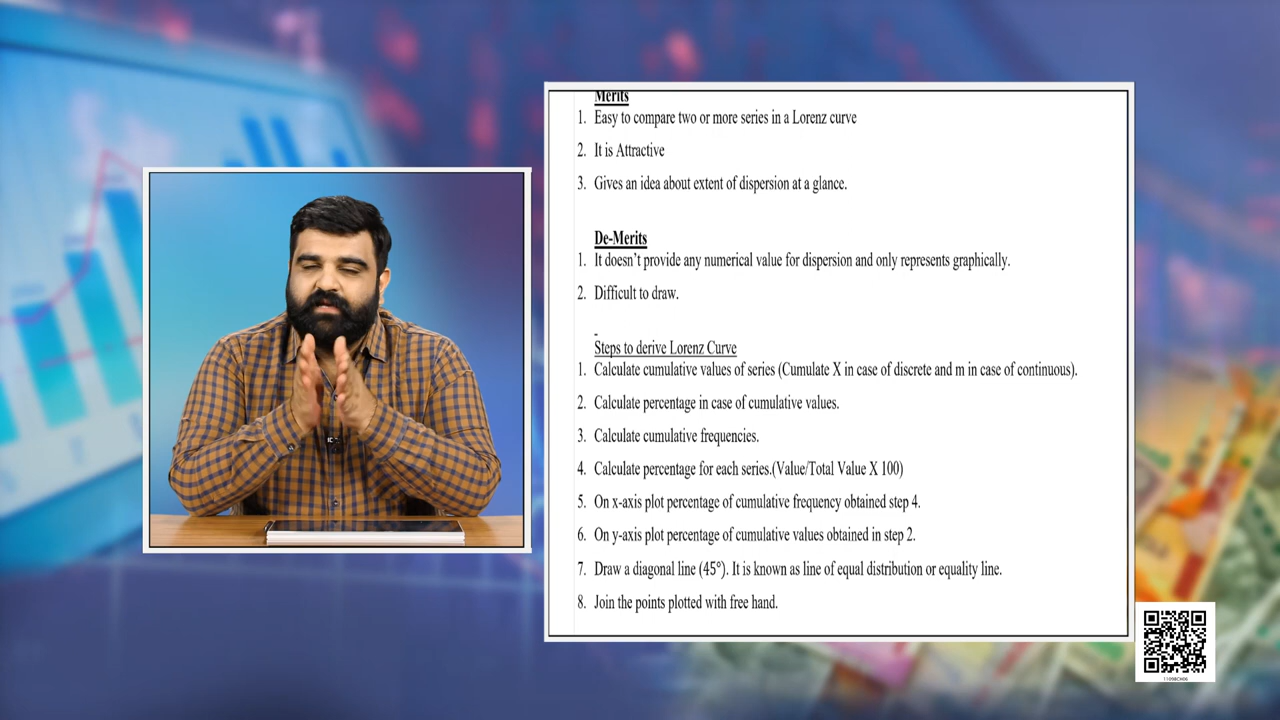 Merits
1. Easy to compare two or more series in a Lorenz curve
2. It is Attractive
3. Gives an idea about extent of dispersion at a glance.
De-Merits
1. It doesn't provide any numerical value for dispersion and only represents graphically.
2. Difficult to draw.
Steps to derive Lorenz Curve
1. Calculate cumulative values of series (Cumulate X in case of discrete and m in case of continuous).
2. Calculate percentage in case of cumulative values.
3. Calculate cumulative frequencies.
4. Calculate percentage for each series.(Value/Total Value X 100)
5. On x-axis plot percentage of cumulative frequency obtained step 4.
6. On y-axis plot percentage of cumulative values obtained in step 2.
7. Draw a diagonal line (45°). It is known as line of equal distribution or equality line.
8. Join the points plotted with free hand.